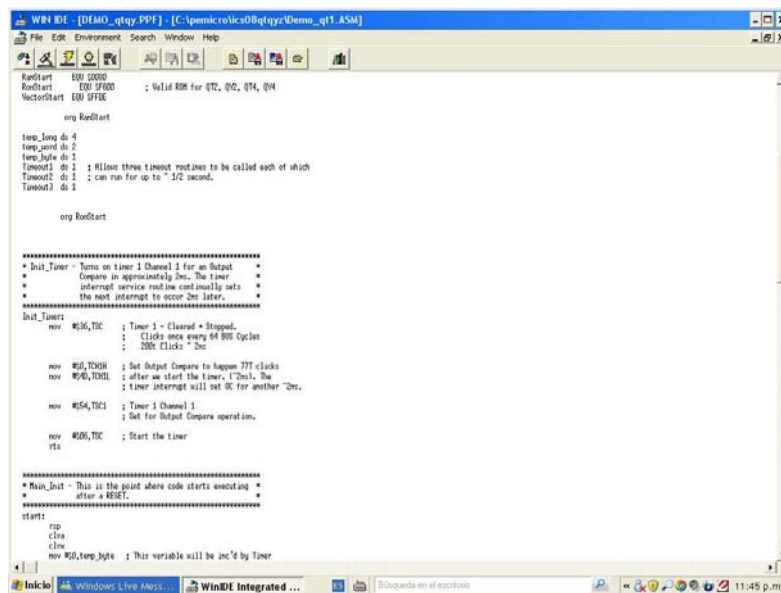 WIN IDE - [DEMO_qtqy.PPF] - [C:\pemicro\ics08qtqyz\Demo_qt1.ASM]
File Edit Environment Search Window Help
RamStart EQU $0080
RomStart EQU $F800 ; Valid ROM for QT2, QY2, QT4, QY4
VectorStart EQU $FFDE
org RamStart
temp_long ds 4
temp_word ds 2
temp_byte ds 1
Timeout1 ds 1 ; Allows three timeout routines to be called each of which
Timeout2 ds 1 ; can run for up to ~ 1/2 second.
Timeout3 ds 1
org RomStart
**************************************************************
* Init_Timer - Turns on timer 1 Channel 1 for an Output *
* Compare in approximately 2ms. The timer *
* interrupt service routine continually sets *
* the next interrupt to occur 2ms later. *
**************************************************************
Init_Timer:
mov #$36,TSC ; Timer 1 - Cleared + Stopped.
; Clicks once every 64 BUS Cycles
; Clicks ~ 2ms
mov #$0,TCH1H ; Set Output Compare to happen 77T clicks
mov #$4D,TCH1L ; after we start the timer. (~2ms). The
; timer interrupt will set OC for another ~2ms.
mov #$54,TSC1 ; Timer 1 Channel 1
; Set for Output Compare operation.
mov #$06,TSC ; Start the timer
rts
**************************************************************
* Main_Init - This is the point where code starts executing *
* after a RESET. *
**************************************************************
start:
rsp
clra
clrx
mov #$0,temp_byte ; This variable will be inc'd by Timer
Inicio Windows Live Mess... WinIDE Integrated ... ES Búsqueda en el escritorio 11:45 p.m.